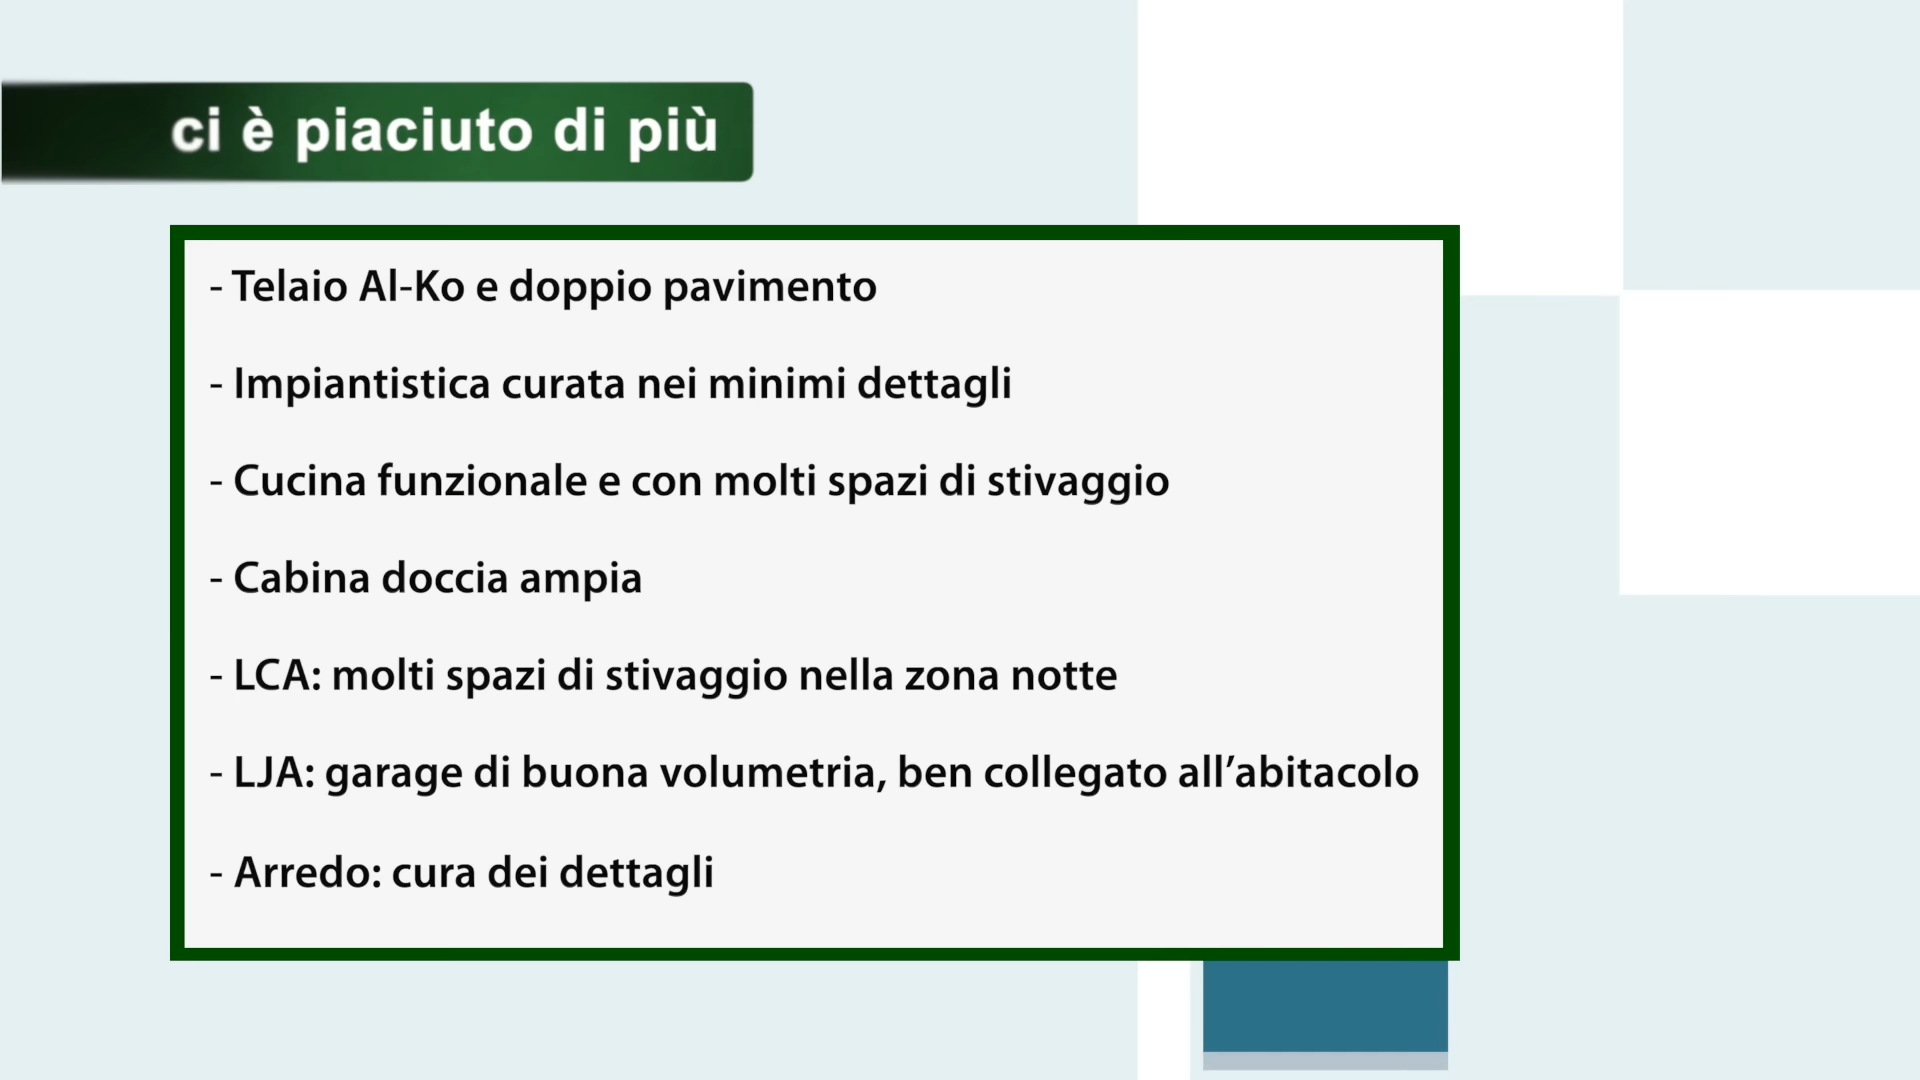 ci è piaciuto di più
- Telaio Al-Ko e doppio pavimento
- Impiantistica curata nei minimi dettagli
- Cucina funzionale e con molti spazi di stivaggio
- Cabina doccia ampia
- LCA: molti spazi di stivaggio nella zona notte
- LJA: garage di buona volumetria, ben collegato all’abitacolo
- Arredo: cura dei dettagli